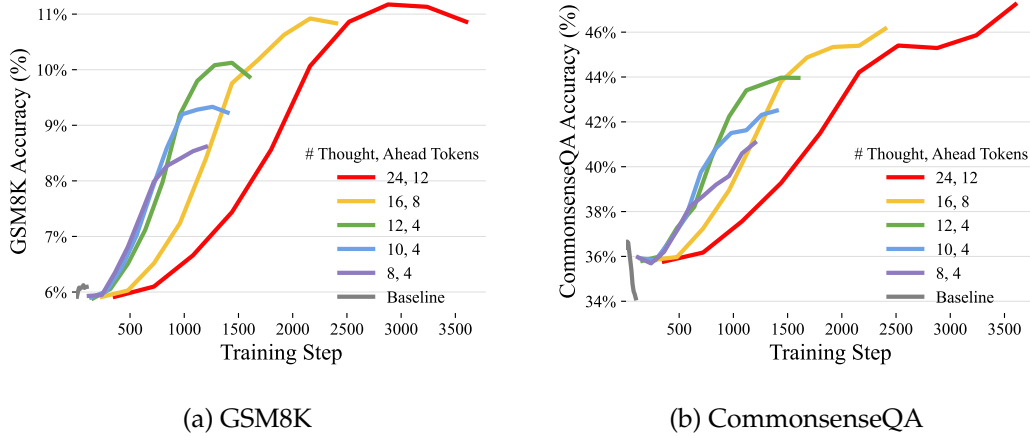 GSM8K Accuracy (%)
11%
10%
9%
8%
7%
6%
# Thought, Ahead Tokens
24, 12
16, 8
12, 4
10, 4
8, 4
Baseline
500 1000 1500 2000 2500 3000 3500
Training Step
(a) GSM8K
CommonsenseQA Accuracy (%)
46%
44%
42%
40%
38%
36%
34%
# Thought, Ahead Tokens
24, 12
16, 8
12, 4
10, 4
8, 4
Baseline
500 1000 1500 2000 2500 3000 3500
Training Step
(b) CommonsenseQA